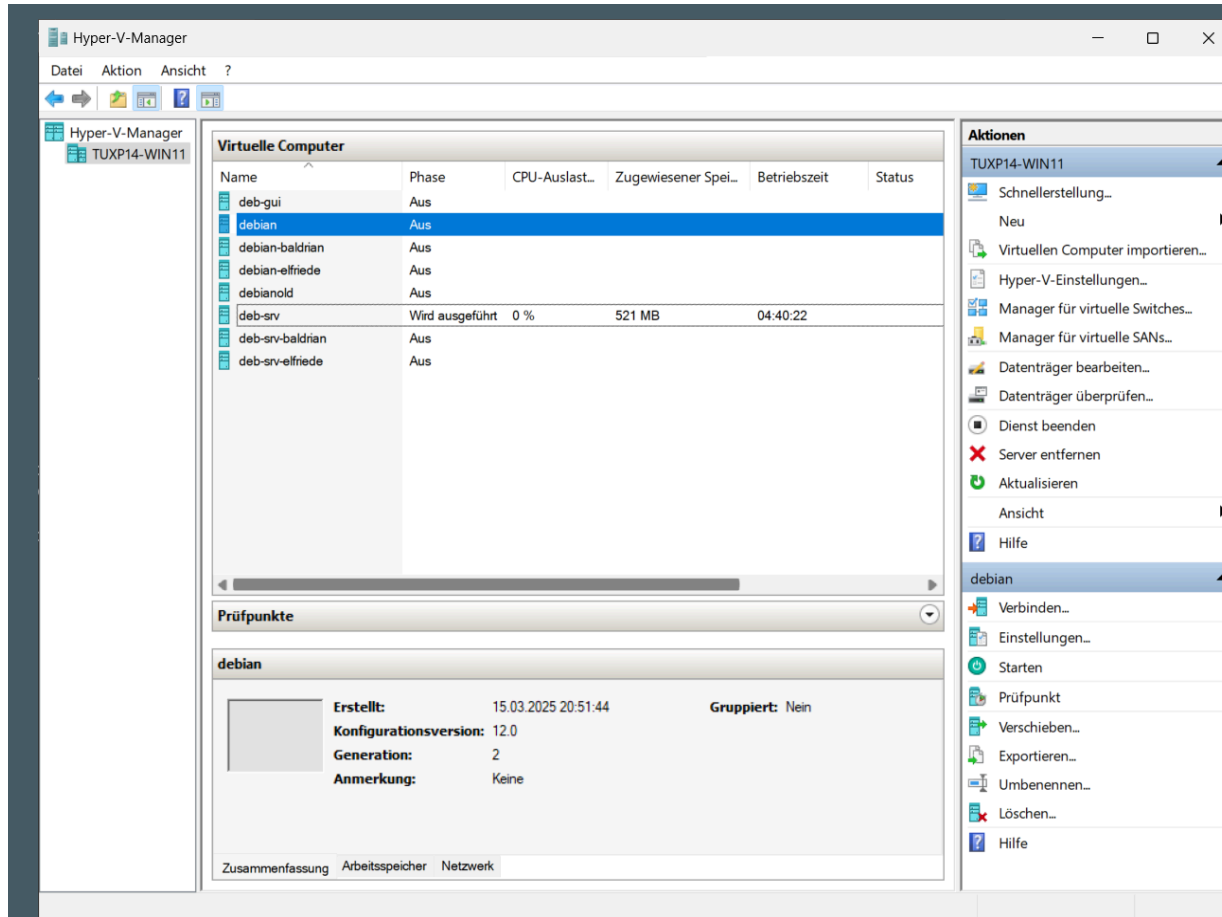 Hyper-V-Manager
Datei Aktion Ansicht ?
Hyper-V-Manager
TUXP14-WIN11
Virtuelle Computer
Name Phase CPU-Auslast... Zugewiesener Spei... Betriebszeit Status
deb-gui Aus
debian Aus
debian-baldrian Aus
debian-elfriede Aus
debianold Aus
deb-srv Wird ausgeführt 0 % 521 MB 04:40:22
deb-srv-baldrian Aus
deb-srv-elfriede Aus
Prüfpunkte
debian
Erstellt: 15.03.2025 20:51:44 Gruppiert: Nein
Konfigurationsversion: 12.0
Generation: 2
Anmerkung: Keine
Zusammenfassung Arbeitsspeicher Netzwerk
Aktionen
TUXP14-WIN11
Schnellerstellung...
Neu
Virtuellen Computer importieren...
Hyper-V-Einstellungen...
Manager für virtuelle Switches...
Manager für virtuelle SANs...
Datenträger bearbeiten...
Datenträger überprüfen...
Dienst beenden
Server entfernen
Aktualisieren
Ansicht
Hilfe
debian
Verbinden...
Einstellungen...
Starten
Prüfpunkt
Verschieben...
Exportieren...
Umbenennen...
Löschen...
Hilfe